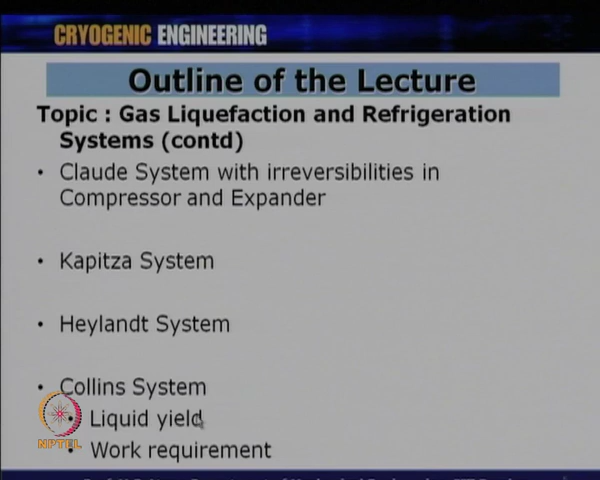 CRYOGENIC ENGINEERING
Outline of the Lecture
Topic : Gas Liquefaction and Refrigeration
Systems (contd)
• Claude System with irreversibilities in
Compressor and Expander
• Kapitza System
• Heylandt System
• Collins System
• Liquid yield
• Work requirement
NPTEL